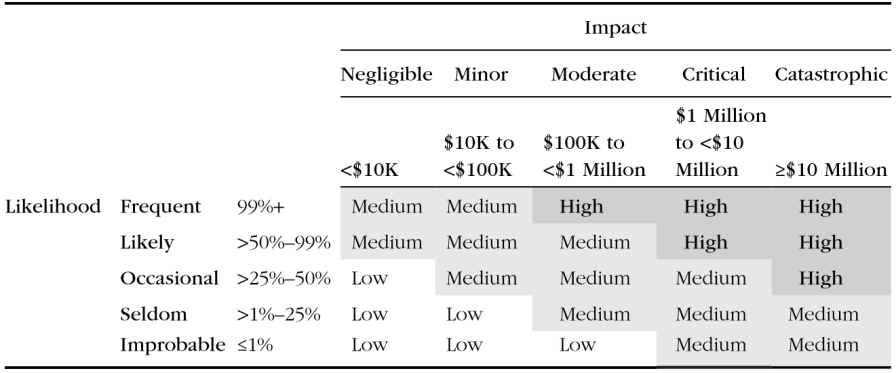 Impact
Negligible Minor Moderate Critical Catastrophic
<$10K $10K to <$100K $100K to <$1 Million $1 Million to <$10 Million ≥$10 Million
Likelihood Frequent 99%+ Medium Medium High High High
Likely >50%–99% Medium Medium Medium High High
Occasional >25%–50% Low Medium Medium Medium High
Seldom >1%–25% Low Low Medium Medium Medium
Improbable ≤1% Low Low Low Medium Medium